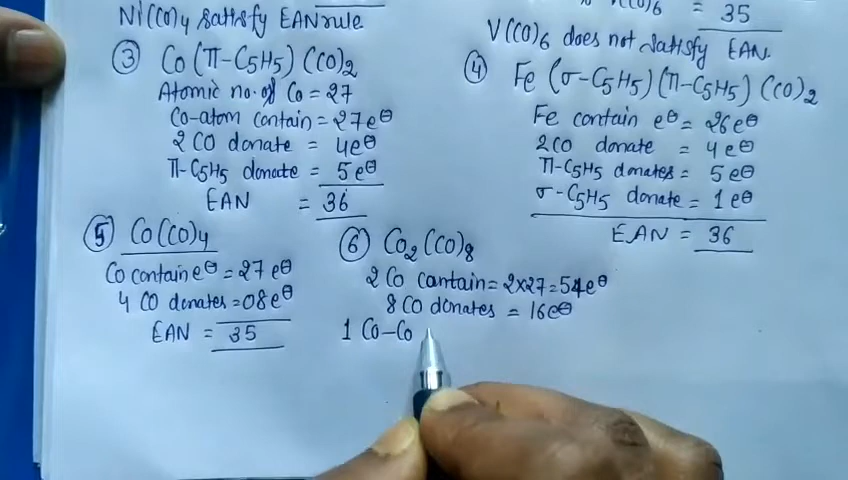 Ni(CO)4 satisfy EAN rule
③ Co(π-C5H5)(CO)2
Atomic no. of Co = 27
Co-atom contain = 27e⊖
2 CO donate = 4e⊖
π-C5H5 donate = 5e⊖
EAN = 36
= 35
V(CO)6 does not satisfy EAN.
④ Fe(σ-C5H5)(π-C5H5)(CO)2
Fe contain e⊖ = 26e⊖
2CO donate = 4e⊖
π-C5H5 donates = 5e⊖
σ-C5H5 donate = 1e⊖
EAN = 36
⑤ Co(CO)4
Co contain e⊖ = 27e⊖
4 CO donates = 08e⊖
EAN = 35
⑥ Co2(CO)8
2 Co contain = 2x27 = 54e⊖
8 CO donates = 16e⊖
1 Co-Co